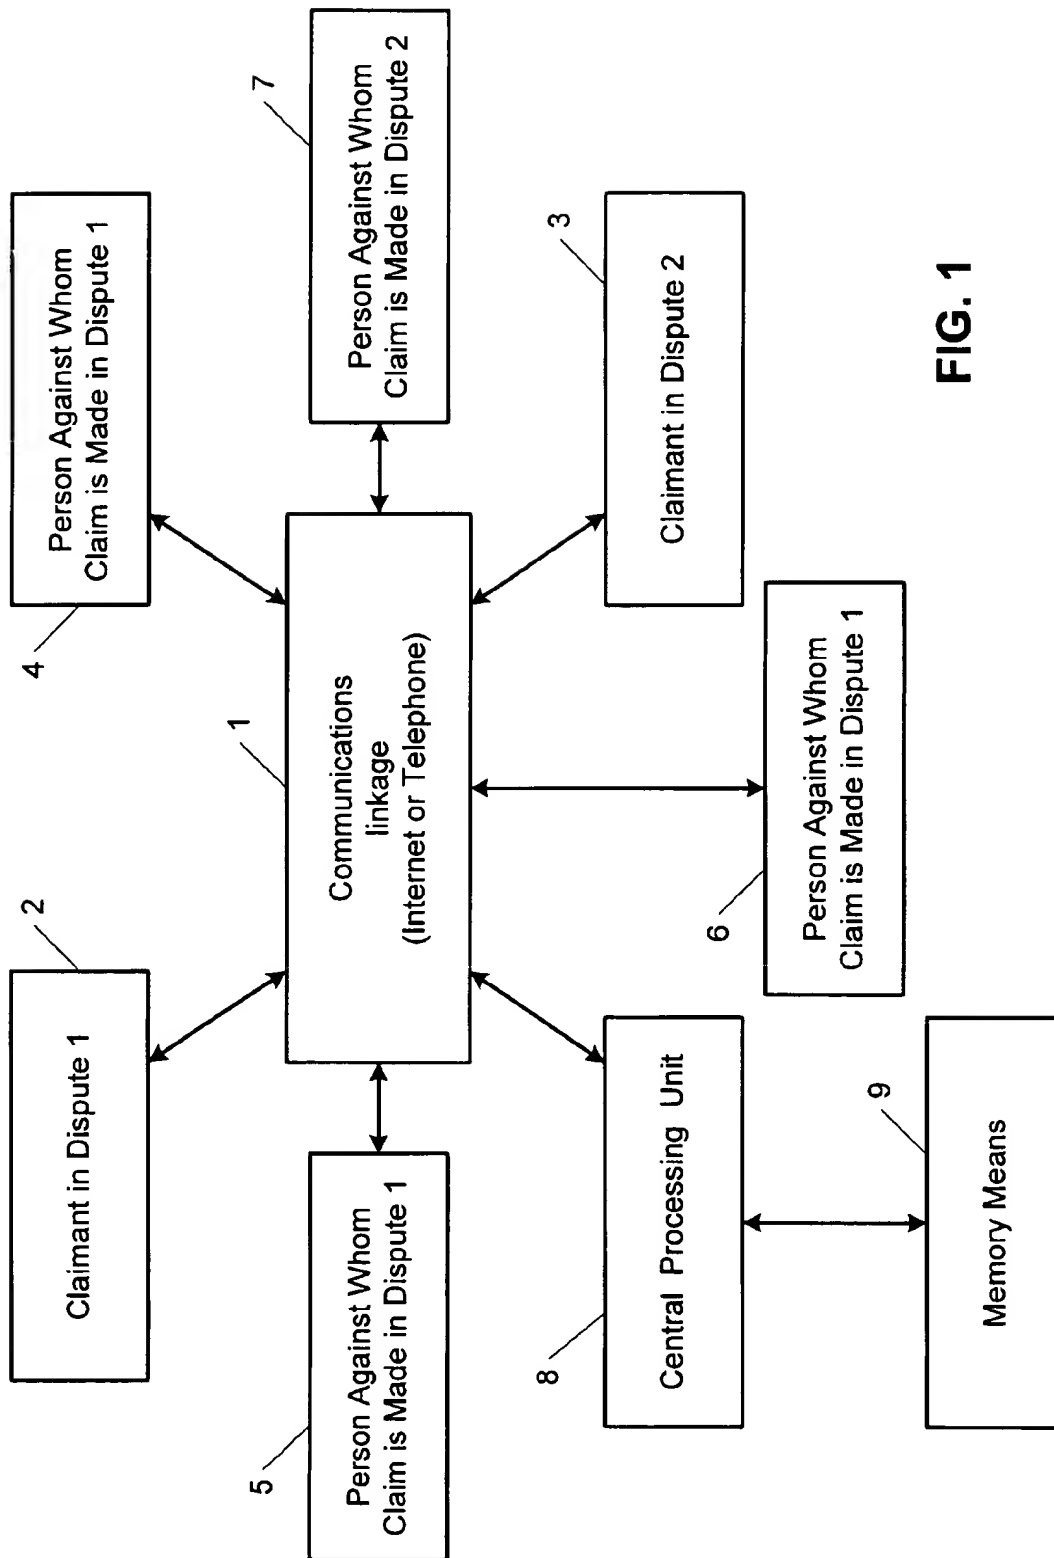 2
Claimant in Dispute 1
4
Person Against Whom
Claim is Made in Dispute 1
5
Person Against Whom
Claim is Made in Dispute 1
1
Communications
linkage
(Internet or Telephone)
7
Person Against Whom
Claim is Made in Dispute 2
8
Central Processing Unit
6
Person Against Whom
Claim is Made in Dispute 1
3
Claimant in Dispute 2
9
Memory Means
FIG. 1